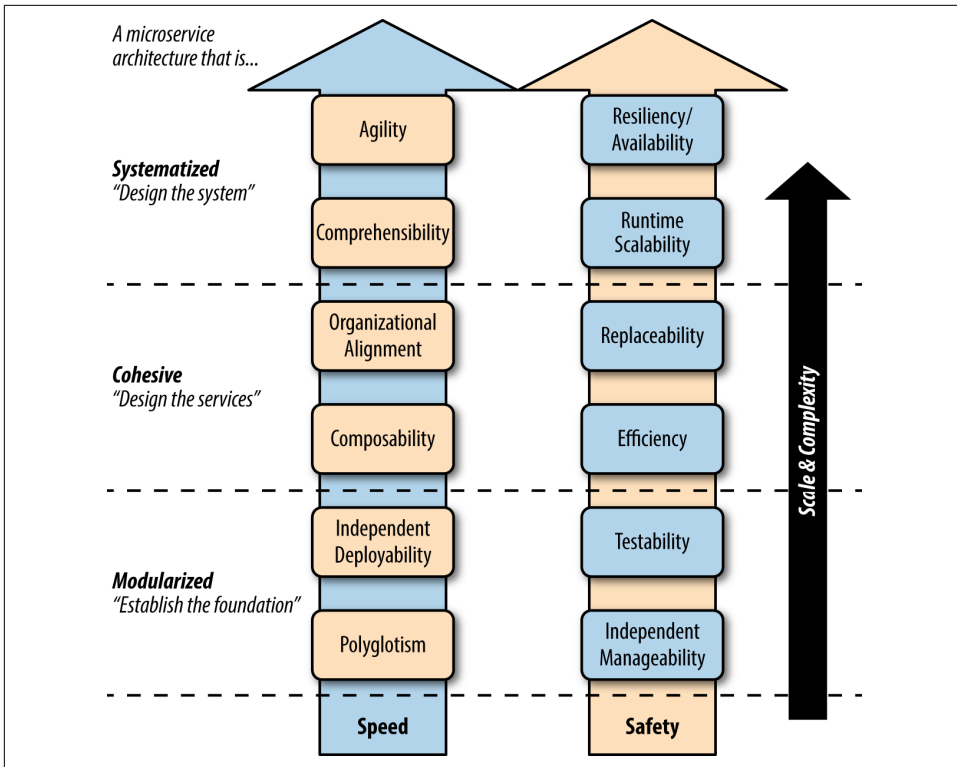 A microservice
architecture that is...
Agility
Resiliency/
Availability
Systematized
“Design the system”
Comprehensibility
Runtime
Scalability
Organizational
Alignment
Replaceability
Cohesive
“Design the services”
Composability
Efficiency
Scale & Complexity
Independent
Deployability
Testability
Modularized
“Establish the foundation”
Polyglotism
Independent
Manageability
Speed
Safety